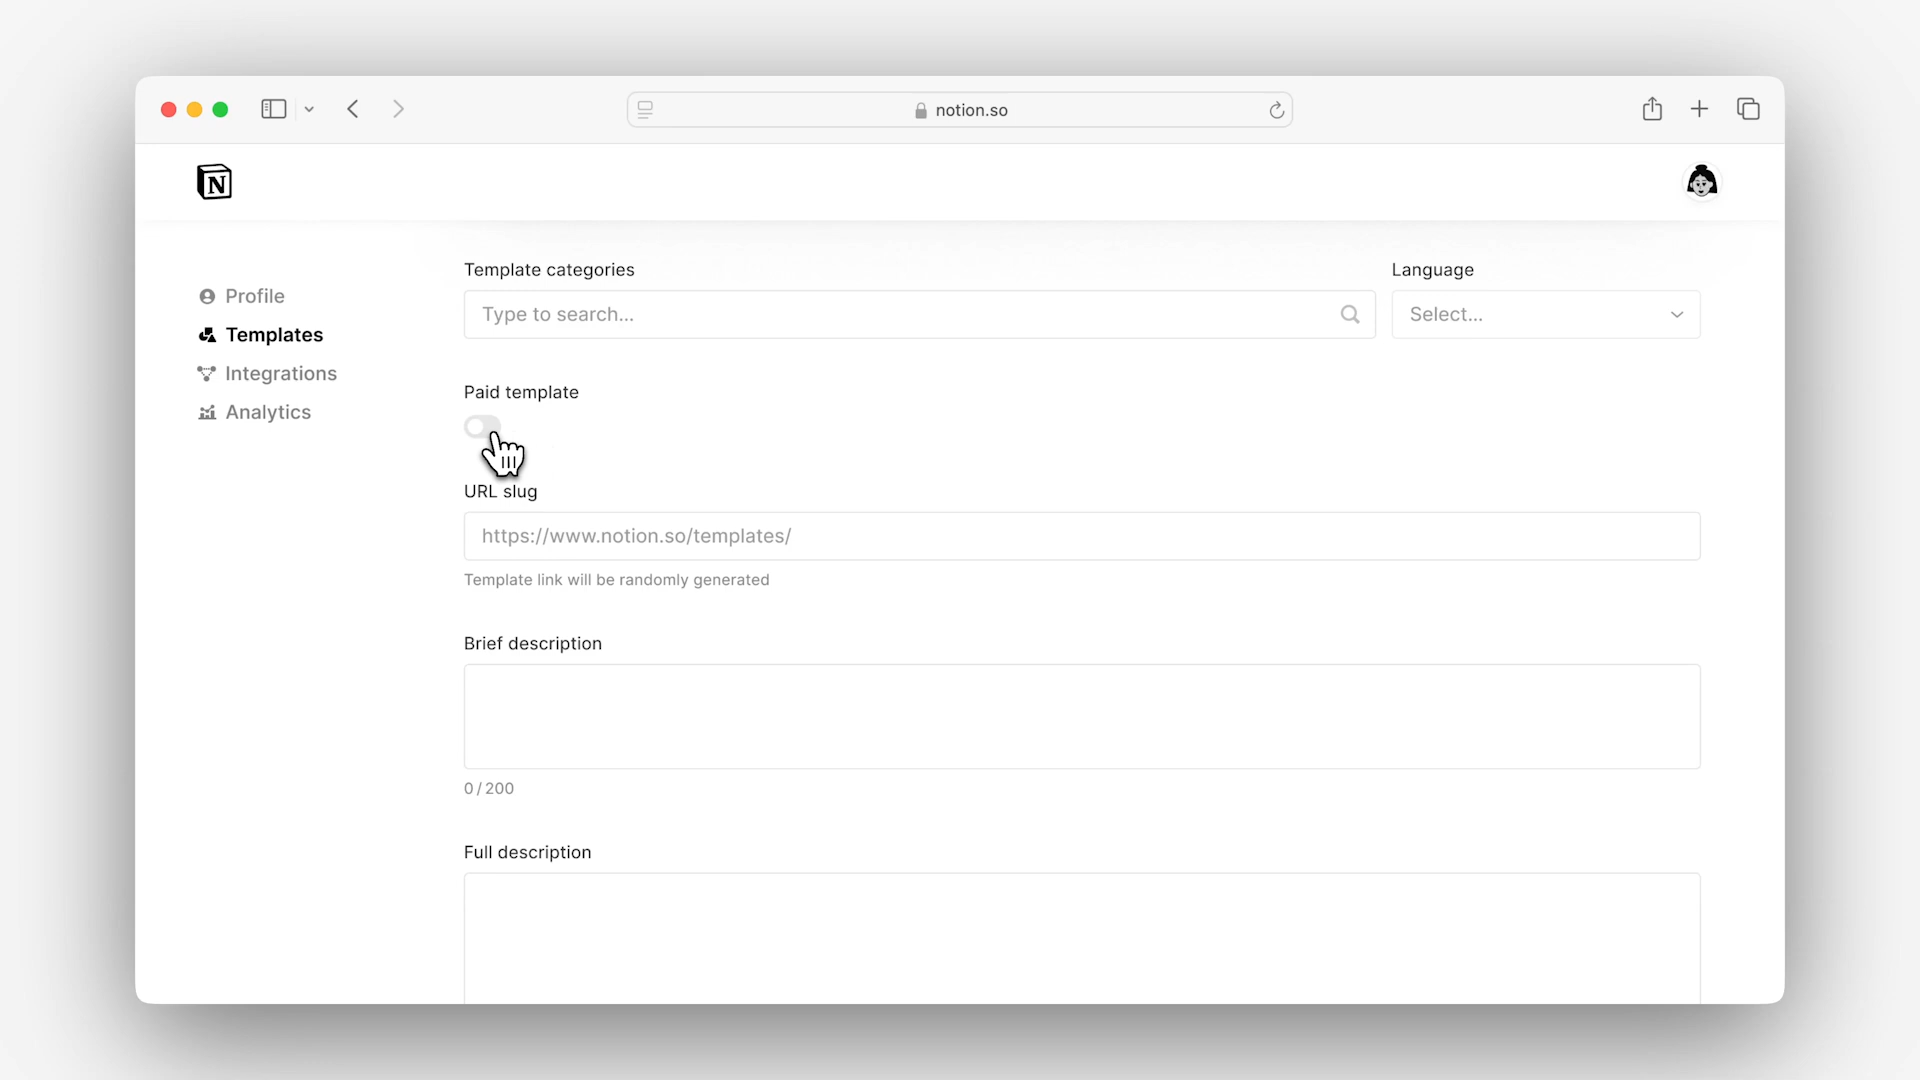 notion.so
N
Profile
Templates
Integrations
Analytics
Template categories
Type to search...
Language
Select...
Paid template
URL slug
https://www.notion.so/templates/
Template link will be randomly generated
Brief description
0 / 200
Full description